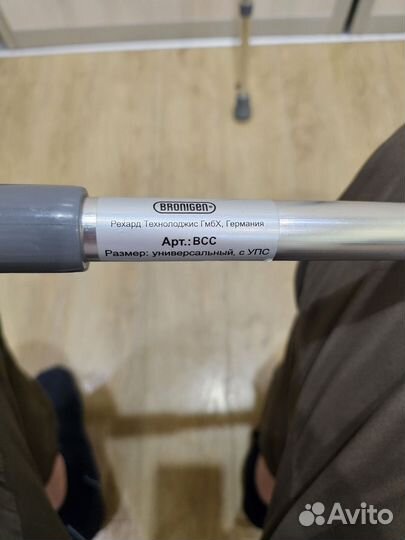 BRONIGEN
Рехард Технолоджис ГмбХ, Германия
Арт.: BCC
Размер: универсальный, с УПС
Avito